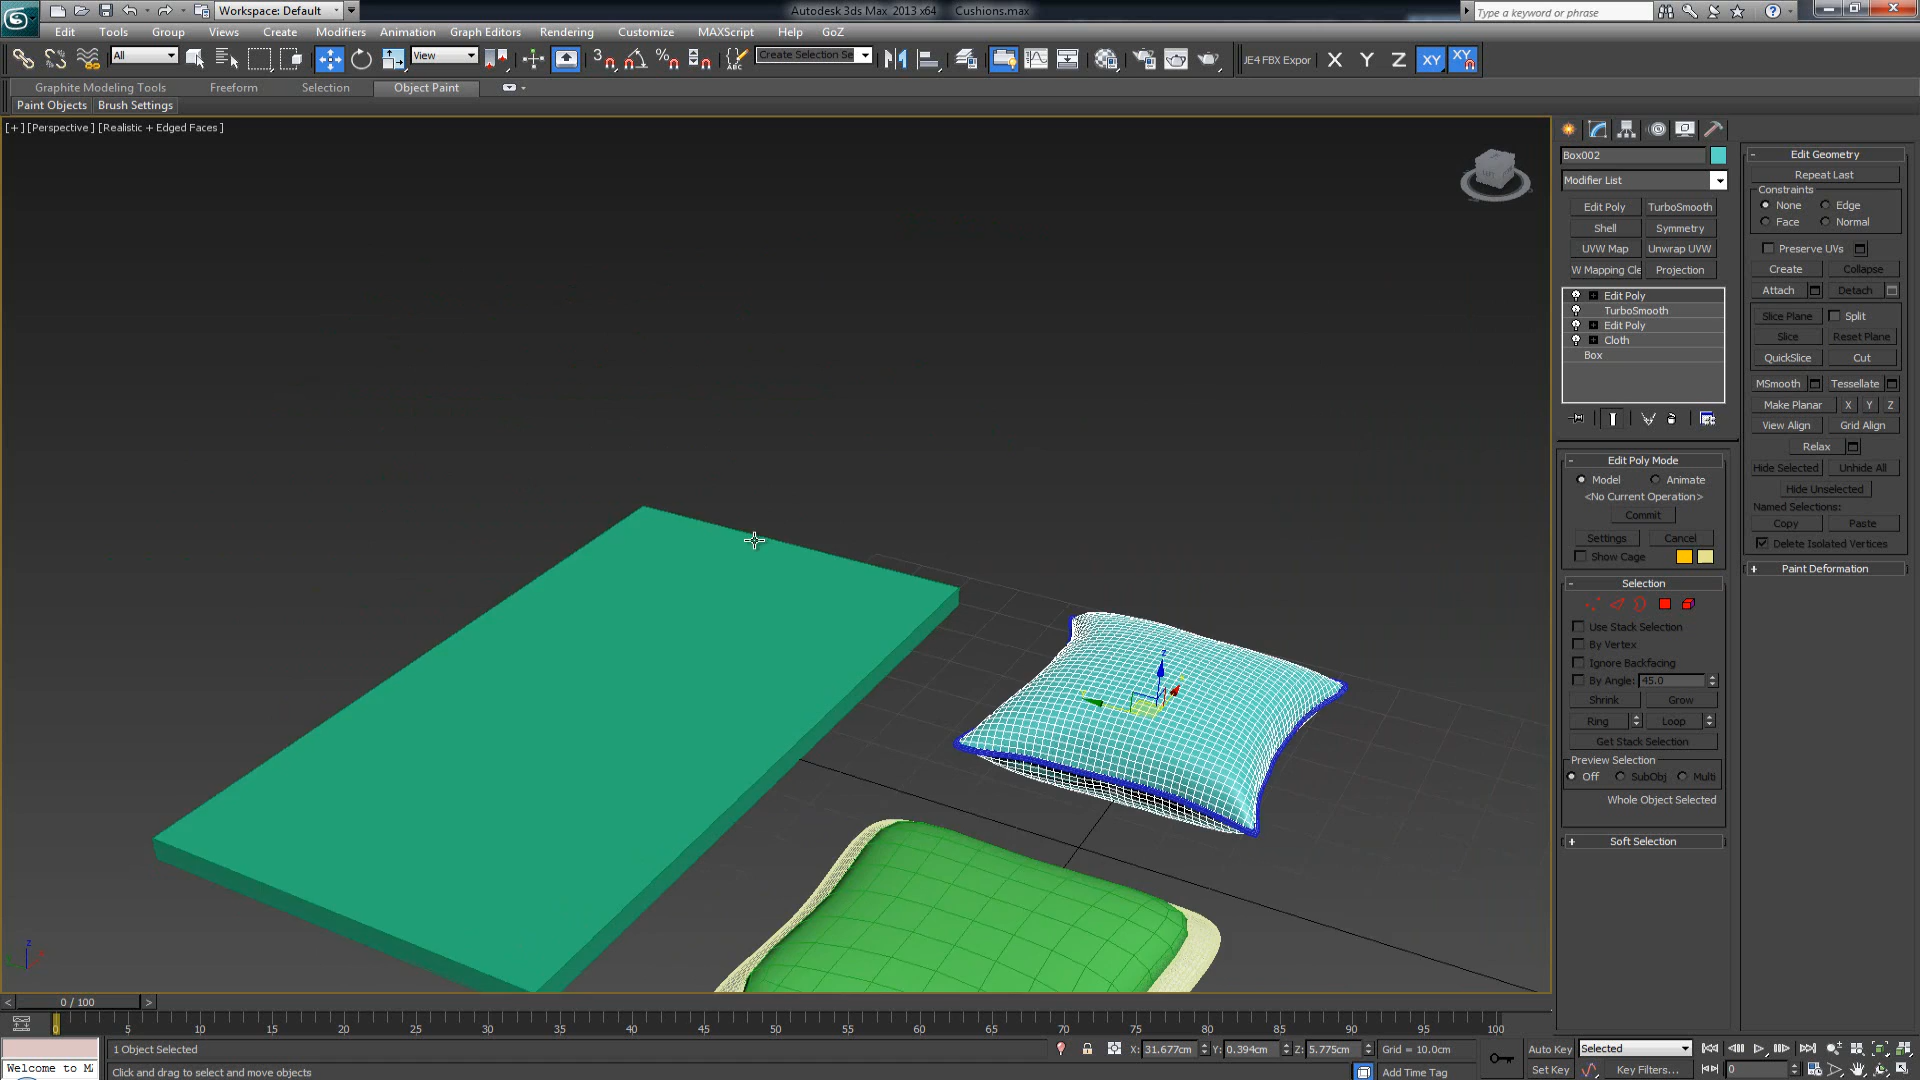 Workspace: Default
Autodesk 3ds Max  2013 x64    Cushions.max
Type a keyword or phrase
Edit Tools Group Views Create Modifiers Animation Graph Editors Rendering Customize MAXScript Help GoZ
All View Create Selection Se JE4 FBX Expor X Y Z XY XY
Graphite Modeling Tools Freeform Selection Object Paint
Paint Objects Brush Settings
[+] [Perspective] [Realistic + Edged Faces]
Box002
Modifier List
Edit Poly TurboSmooth
Shell Symmetry
UVW Map Unwrap UVW
W Mapping Cle Projection
Edit Poly
TurboSmooth
Edit Poly
Cloth
Box
Edit Poly Mode
Model Animate
<No Current Operation>
Commit
Settings Cancel
Show Cage
Selection
Use Stack Selection
By Vertex
Ignore Backfacing
By Angle: 45.0
Shrink Grow
Ring Loop
Get Stack Selection
Preview Selection
Off SubObj Multi
Whole Object Selected
Soft Selection
Edit Geometry
Repeat Last
Constraints
None Edge
Face Normal
Preserve UVs
Create Collapse
Attach Detach
Slice Plane Split
Slice Reset Plane
QuickSlice Cut
MSmooth Tessellate
Make Planar X Y Z
View Align Grid Align
Relax
Hide Selected Unhide All
Hide Unselected
Named Selections:
Copy Paste
Delete Isolated Vertices
Paint Deformation
z
z
< 0 / 100 >
0 5 10 15 20 25 30 35 40 45 50 55 60 65 70 75 80 85 90 95 100
1 Object Selected X: 31.677cm Y: 0.394cm Z: 5.775cm Grid = 10.0cm Auto Key Selected
Welcome to M Click and drag to select and move objects Add Time Tag Set Key Key Filters... 0